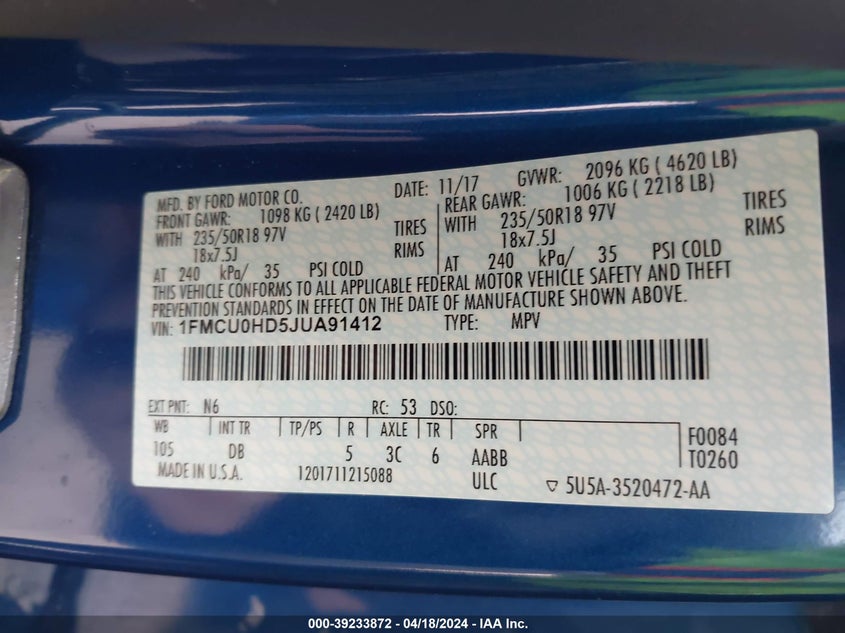 MFD. BY FORD MOTOR CO. DATE: 11/17 GVWR: 2096 KG ( 4620 LB)
FRONT GAWR: 1098 KG ( 2420 LB) REAR GAWR: 1006 KG ( 2218 LB)
WITH 235/50R18 97V TIRES WITH 235/50R18 97V TIRES
18x7.5J RIMS 18x7.5J RIMS
AT 240 kPa/ 35 PSI COLD AT 240 kPa/ 35 PSI COLD
THIS VEHICLE CONFORMS TO ALL APPLICABLE FEDERAL MOTOR VEHICLE SAFETY AND THEFT
PREVENTION STANDARDS IN EFFECT ON THE DATE OF MANUFACTURE SHOWN ABOVE.
VIN: 1FMCU0HD5JUA91412 TYPE: MPV
EXT PNT: N6 RC: 53 DSO:
WB INT TR TP/PS R AXLE TR SPR F0084
105 DB 5 3C 6 AABB T0260
MADE IN U.S.A. 1201711215088 ULC ▽ 5U5A-3520472-AA
000-39233872 - 04/18/2024 - IAA Inc.